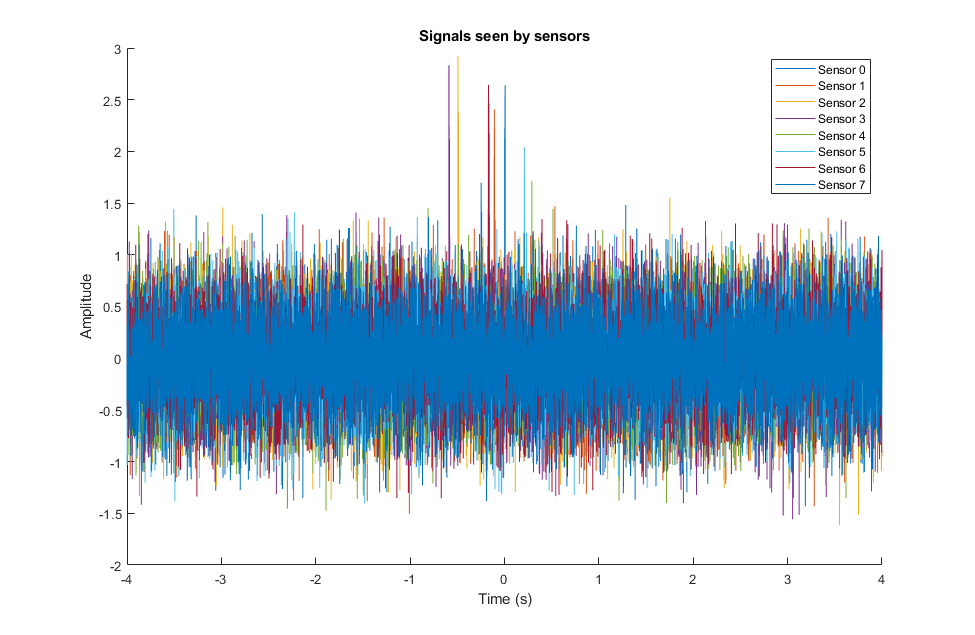 Signals seen by sensors
3
2.5
2
1.5
1
0.5
0
-0.5
-1
-1.5
-2
Amplitude
-4 -3 -2 -1 0 1 2 3 4
Time (s)
Sensor 0
Sensor 1
Sensor 2
Sensor 3
Sensor 4
Sensor 5
Sensor 6
Sensor 7